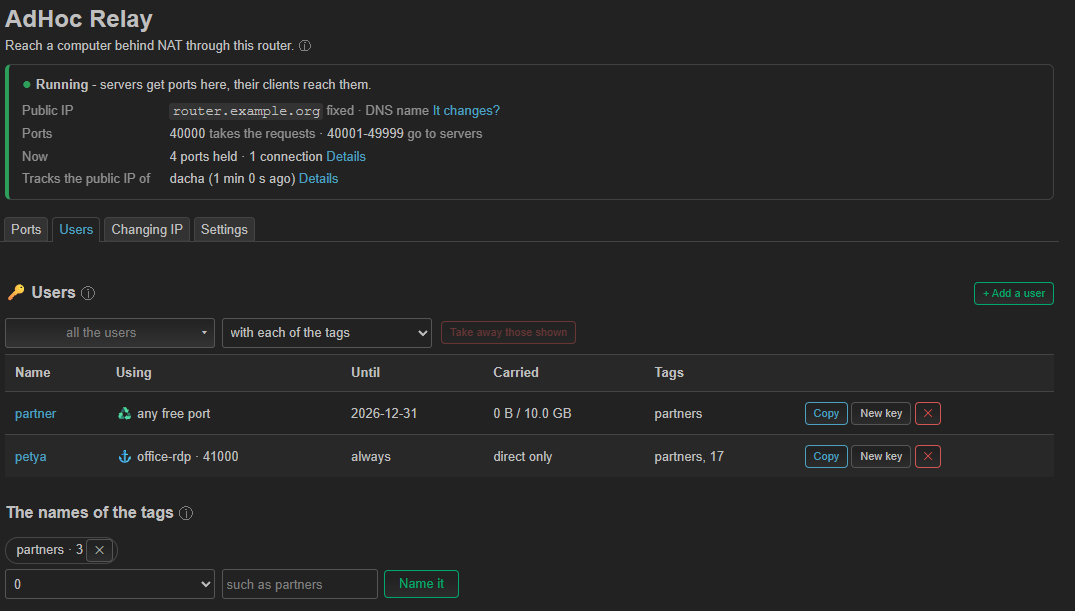 AdHoc Relay
Reach a computer behind NAT through this router. ⓘ
Running - servers get ports here, their clients reach them.
Public IP router.example.org fixed · DNS name It changes?
Ports 40000 takes the requests · 40001-49999 go to servers
Now 4 ports held · 1 connection Details
Tracks the public IP of dacha (1 min 0 s ago) Details
Ports Users Changing IP Settings
Users ⓘ + Add a user
all the users with each of the tags Take away those shown
Name Using Until Carried Tags
partner any free port 2026-12-31 0 B / 10.0 GB partners Copy New key ×
petya office-rdp · 41000 always direct only partners, 17 Copy New key ×
The names of the tags ⓘ
partners · 3 ×
0 such as partners Name it